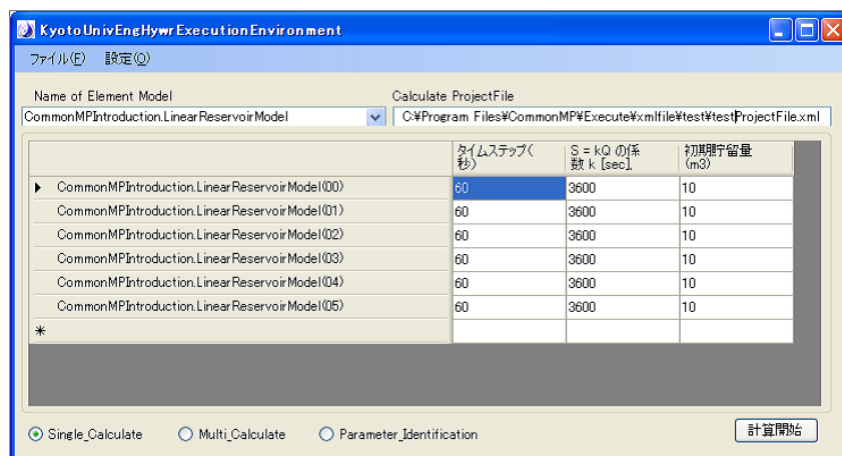 KyotoUnivEngHywrExecutionEnvironment
ファイル(F) 設定(O)
Name of Element Model Calculate ProjectFile
CommonMPIntroduction.LinearReservoirModel C:¥Program Files¥CommonMP¥Execute¥xmlfile¥test¥testProjectFile.xml
タイムステップ(秒) S = kQ の係数 k [sec]. 初期貯留量(m3)
CommonMPIntroduction.LinearReservoirModel(00) 60 3600 10
CommonMPIntroduction.LinearReservoirModel(01) 60 3600 10
CommonMPIntroduction.LinearReservoirModel(02) 60 3600 10
CommonMPIntroduction.LinearReservoirModel(03) 60 3600 10
CommonMPIntroduction.LinearReservoirModel(04) 60 3600 10
CommonMPIntroduction.LinearReservoirModel(05) 60 3600 10
Single_Calculate Multi_Calculate Parameter_Identification 計算開始